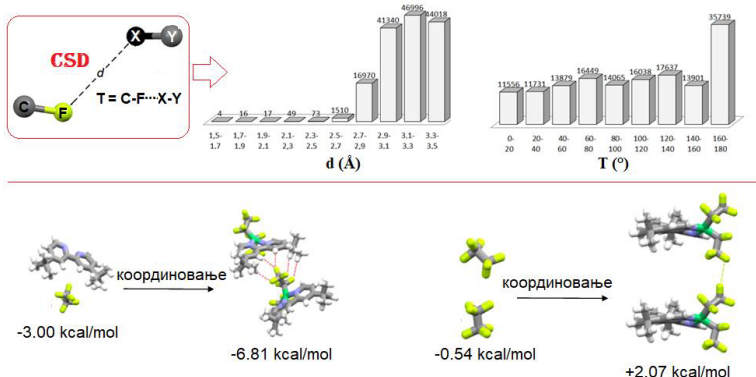 X Y
CSD
d
C F
T = C-F···X-Y
4 16 17 49 73 1510 16970 41340 46996 44018
1,5- 1,7- 1.9- 2.1- 2,3- 2.5- 2.7- 2.9- 3.1- 3.3-
1.7 1.9 2.1 2,3 2.5 2.7 2,9 3.1 3.3 3.5
d (Å)
11556 11731 13879 16449 14065 16038 17637 13901 35739
0- 20- 40- 60- 80- 100- 120- 140- 160-
20 40 60 80 100 120 140 160 180
T (°)
координовање
-3.00 kcal/mol
-6.81 kcal/mol
координовање
-0.54 kcal/mol
+2.07 kcal/mol